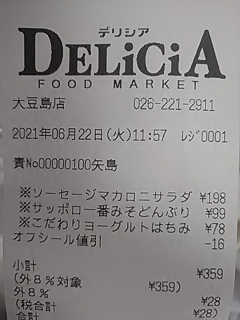 デリシア
DELiCiA
FOOD MARKET
大豆島店 026-221-2911
2021年06月22日(火)11:57 ﾚｼﾞ0001
責No00000100矢島
※ソーセージマカロニサラダ ¥198
※サッポロ一番みそどんぶり ¥99
※こだわりヨーグルトはちみ ¥78
オフシール値引 -16
小計 ¥359
(外8%対象 ¥359)
外8% ¥28
(税合計 ¥28)
合計